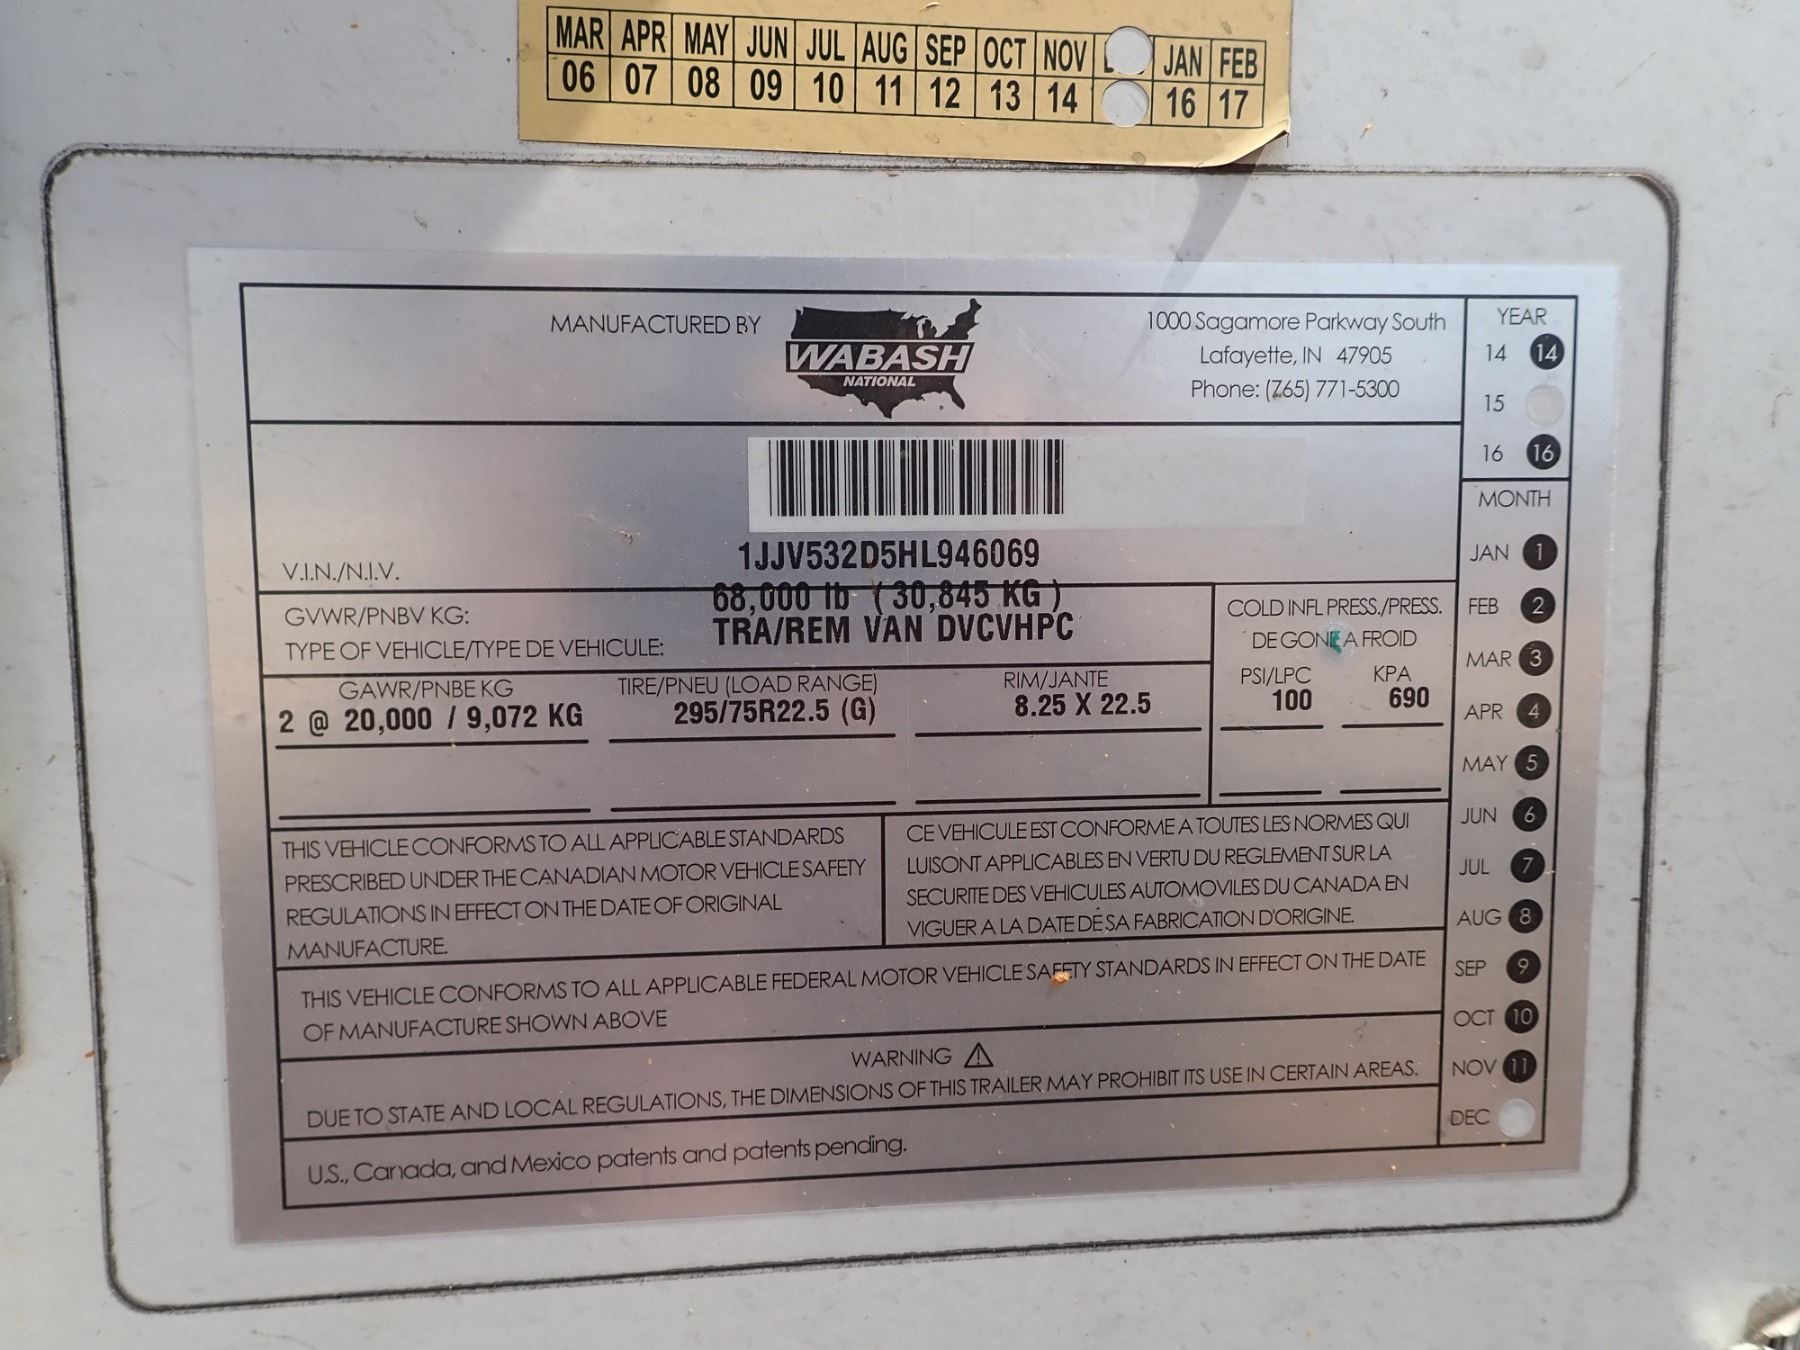 MAR APR MAY JUN JUL AUG SEP OCT NOV JAN FEB
06 07 08 09 10 11 12 13 14 16 17
MANUFACTURED BY
WABASH
NATIONAL
1000 Sagamore Parkway South
Lafayette, IN 47905
Phone: (765) 771-5300
V.I.N./N.I.V.
1JJV532D5HL946069
GVWR/PNBV KG:
68,000 lb (30,845 KG)
TYPE OF VEHICLE/TYPE DE VEHICULE:
TRA/REM VAN DVCVHPC
COLD INFL PRESS./PRESS.
DE GONF A FROID
GAWR/PNBE KG
2 @ 20,000 / 9,072 KG
TIRE/PNEU (LOAD RANGE)
295/75R22.5 (G)
RIM/JANTE
8.25 X 22.5
PSI/LPC
100
KPA
690
THIS VEHICLE CONFORMS TO ALL APPLICABLE STANDARDS
PRESCRIBED UNDER THE CANADIAN MOTOR VEHICLE SAFETY
REGULATIONS IN EFFECT ON THE DATE OF ORIGINAL
MANUFACTURE.
CE VEHICULE EST CONFORME A TOUTES LES NORMES QUI
LUISONT APPLICABLES EN VERTU DU REGLEMENT SUR LA
SECURITE DES VEHICULES AUTOMOVILES DU CANADA EN
VIGUER A LA DATE DE SA FABRICATION D'ORIGINE.
THIS VEHICLE CONFORMS TO ALL APPLICABLE FEDERAL MOTOR VEHICLE SAFETY STANDARDS IN EFFECT ON THE DATE
OF MANUFACTURE SHOWN ABOVE
WARNING
DUE TO STATE AND LOCAL REGULATIONS, THE DIMENSIONS OF THIS TRAILER MAY PROHIBIT ITS USE IN CERTAIN AREAS.
U.S., Canada, and Mexico patents and patents pending.
YEAR
14 14
15
16 16
MONTH
JAN 1
FEB 2
MAR 3
APR 4
MAY 5
JUN 6
JUL 7
AUG 8
SEP 9
OCT 10
NOV 11
DEC